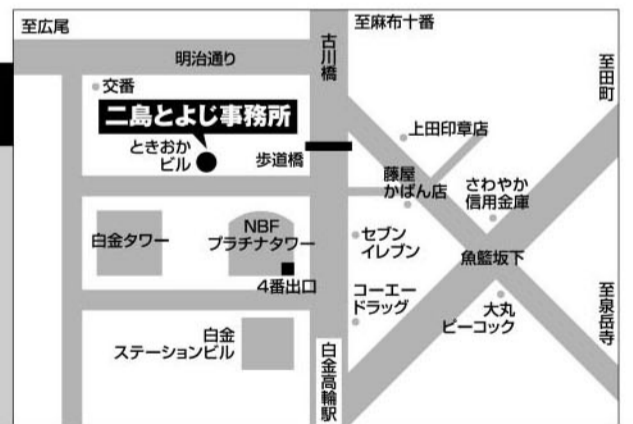 至広尾
至麻布十番
古川橋
明治通り
至田町
交番
二島とよじ事務所
上田印章店
ときおか
ビル
歩道橋
藤屋
かばん店
さわやか
信用金庫
白金タワー
NBF
プラチナタワー
セブン
イレブン
魚籃坂下
4番出口
コーエー
ドラッグ
大丸
ピーコック
至泉岳寺
白金
ステーションビル
白金高輪駅